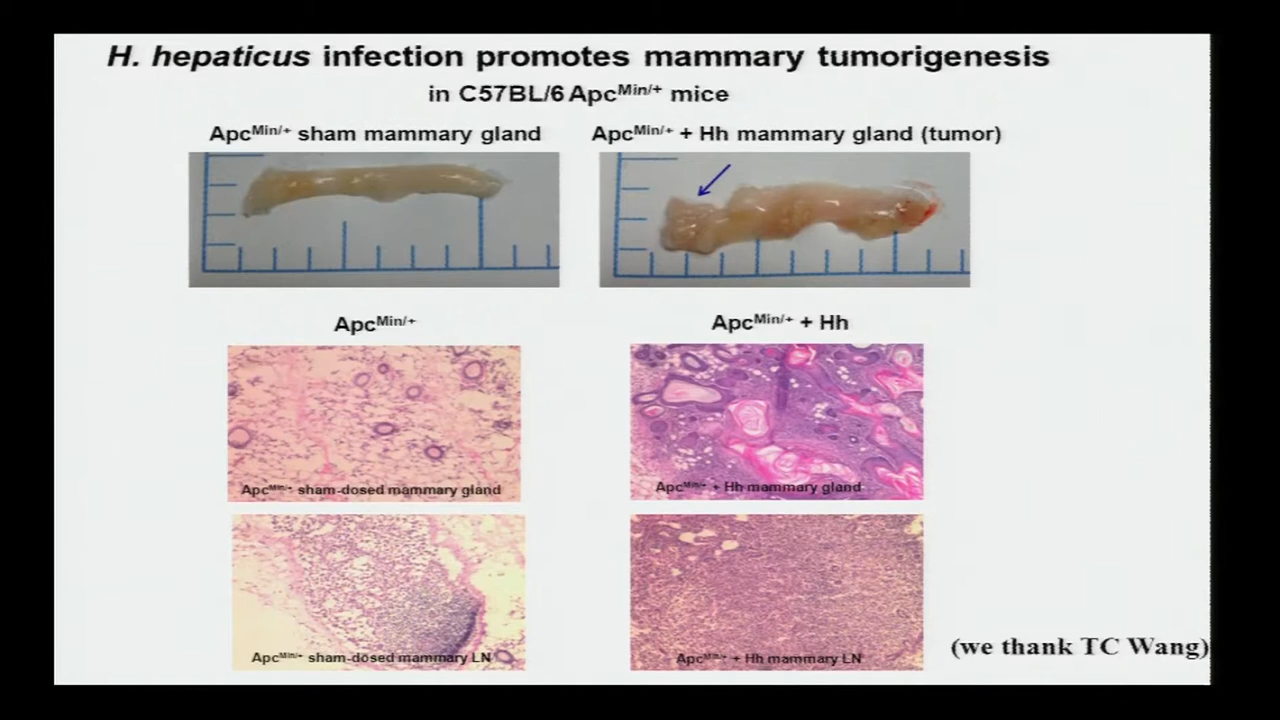 H. hepaticus infection promotes mammary tumorigenesis
in C57BL/6 ApcMin/+ mice
ApcMin/+ sham mammary gland
ApcMin/+ + Hh mammary gland (tumor)
ApcMin/+
ApcMin/+ + Hh
ApcMin/+ sham-dosed mammary gland
ApcMin/+ + Hh mammary gland
ApcMin/+ sham-dosed mammary LN
ApcMin/+ + Hh mammary LN
(we thank TC Wang)